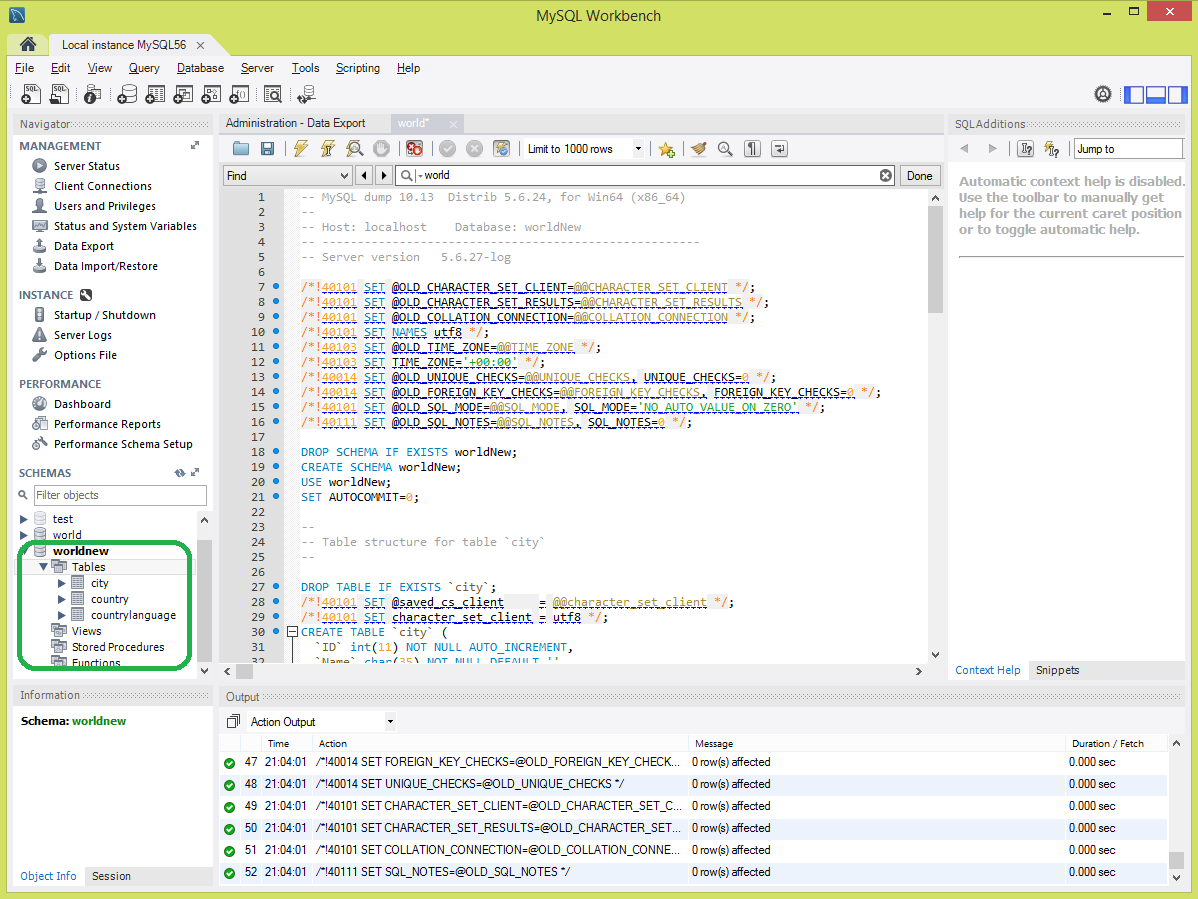 MySQL Workbench
Local instance MySQL56
File Edit View Query Database Server Tools Scripting Help
Navigator
MANAGEMENT
Server Status
Client Connections
Users and Privileges
Status and System Variables
Data Export
Data Import/Restore
INSTANCE
Startup / Shutdown
Server Logs
Options File
PERFORMANCE
Dashboard
Performance Reports
Performance Schema Setup
SCHEMAS
Filter objects
test
world
worldnew
Tables
city
country
countrylanguage
Views
Stored Procedures
Functions
Information
Schema: worldnew
Object Info Session
Administration - Data Export world*
Limit to 1000 rows
Find world Done
1 -- MySQL dump 10.13  Distrib 5.6.24, for Win64 (x86_64)
2 --
3 -- Host: localhost    Database: worldNew
4 -- ------------------------------------------------------
5 -- Server version   5.6.27-log
6
7 /*!40101 SET @OLD_CHARACTER_SET_CLIENT=@@CHARACTER_SET_CLIENT */;
8 /*!40101 SET @OLD_CHARACTER_SET_RESULTS=@@CHARACTER_SET_RESULTS */;
9 /*!40101 SET @OLD_COLLATION_CONNECTION=@@COLLATION_CONNECTION */;
10 /*!40101 SET NAMES utf8 */;
11 /*!40103 SET @OLD_TIME_ZONE=@@TIME_ZONE */;
12 /*!40103 SET TIME_ZONE='+00:00' */;
13 /*!40014 SET @OLD_UNIQUE_CHECKS=@@UNIQUE_CHECKS, UNIQUE_CHECKS=0 */;
14 /*!40014 SET @OLD_FOREIGN_KEY_CHECKS=@@FOREIGN_KEY_CHECKS, FOREIGN_KEY_CHECKS=0 */;
15 /*!40101 SET @OLD_SQL_MODE=@@SQL_MODE, SQL_MODE='NO_AUTO_VALUE_ON_ZERO' */;
16 /*!40111 SET @OLD_SQL_NOTES=@@SQL_NOTES, SQL_NOTES=0 */;
17
18 DROP SCHEMA IF EXISTS worldNew;
19 CREATE SCHEMA worldNew;
20 USE worldNew;
21 SET AUTOCOMMIT=0;
22
23 --
24 -- Table structure for table `city`
25 --
26
27 DROP TABLE IF EXISTS `city`;
28 /*!40101 SET @saved_cs_client     = @@character_set_client */;
29 /*!40101 SET character_set_client = utf8 */;
30 CREATE TABLE `city` (
31 `ID` int(11) NOT NULL AUTO_INCREMENT,
32 `Name` char(35) NOT NULL DEFAULT ''
SQLAdditions
Jump to
Automatic context help is disabled.
Use the toolbar to manually get
help for the current caret position
or to toggle automatic help.
Context Help Snippets
Output
Action Output
Time Action Message Duration / Fetch
47 21:04:01 /*!40014 SET FOREIGN_KEY_CHECKS=@OLD_FOREIGN_KEY_CHECK... 0 row(s) affected 0.000 sec
48 21:04:01 /*!40014 SET UNIQUE_CHECKS=@OLD_UNIQUE_CHECKS */ 0 row(s) affected 0.000 sec
49 21:04:01 /*!40101 SET CHARACTER_SET_CLIENT=@OLD_CHARACTER_SET_C... 0 row(s) affected 0.000 sec
50 21:04:01 /*!40101 SET CHARACTER_SET_RESULTS=@OLD_CHARACTER_SET... 0 row(s) affected 0.000 sec
51 21:04:01 /*!40101 SET COLLATION_CONNECTION=@OLD_COLLATION_CONNE... 0 row(s) affected 0.000 sec
52 21:04:01 /*!40111 SET SQL_NOTES=@OLD_SQL_NOTES */ 0 row(s) affected 0.000 sec